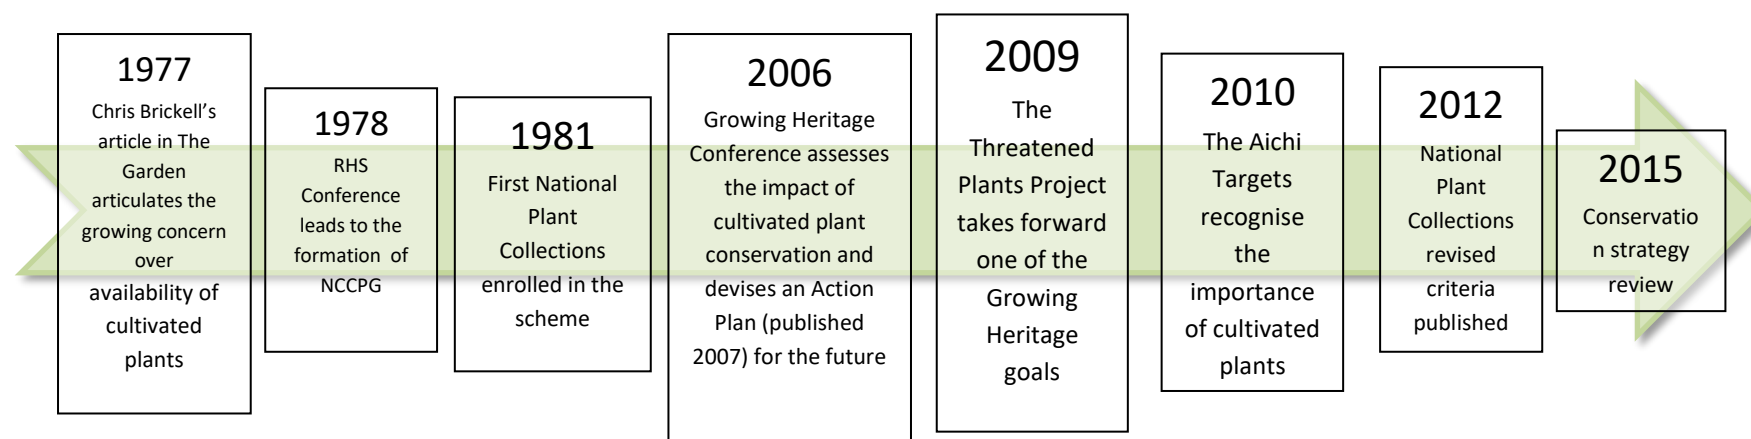 1977
Chris Brickell's
article in The
Garden
articulates the
growing concern
over
availability of
cultivated
plants
1978
RHS
Conference
leads to the
formation of
NCCPG
1981
First National
Plant
Collections
enrolled in the
scheme
2006
Growing Heritage
Conference assesses
the impact of
cultivated plant
conservation and
devises an Action
Plan (published
2007) for the future
2009
The
Threatened
Plants Project
takes forward
one of the
Growing
Heritage
goals
2010
The Aichi
Targets
recognise
the
importance
of cultivated
plants
2012
National
Plant
Collections
revised
criteria
published
2015
Conservatio
n strategy
review